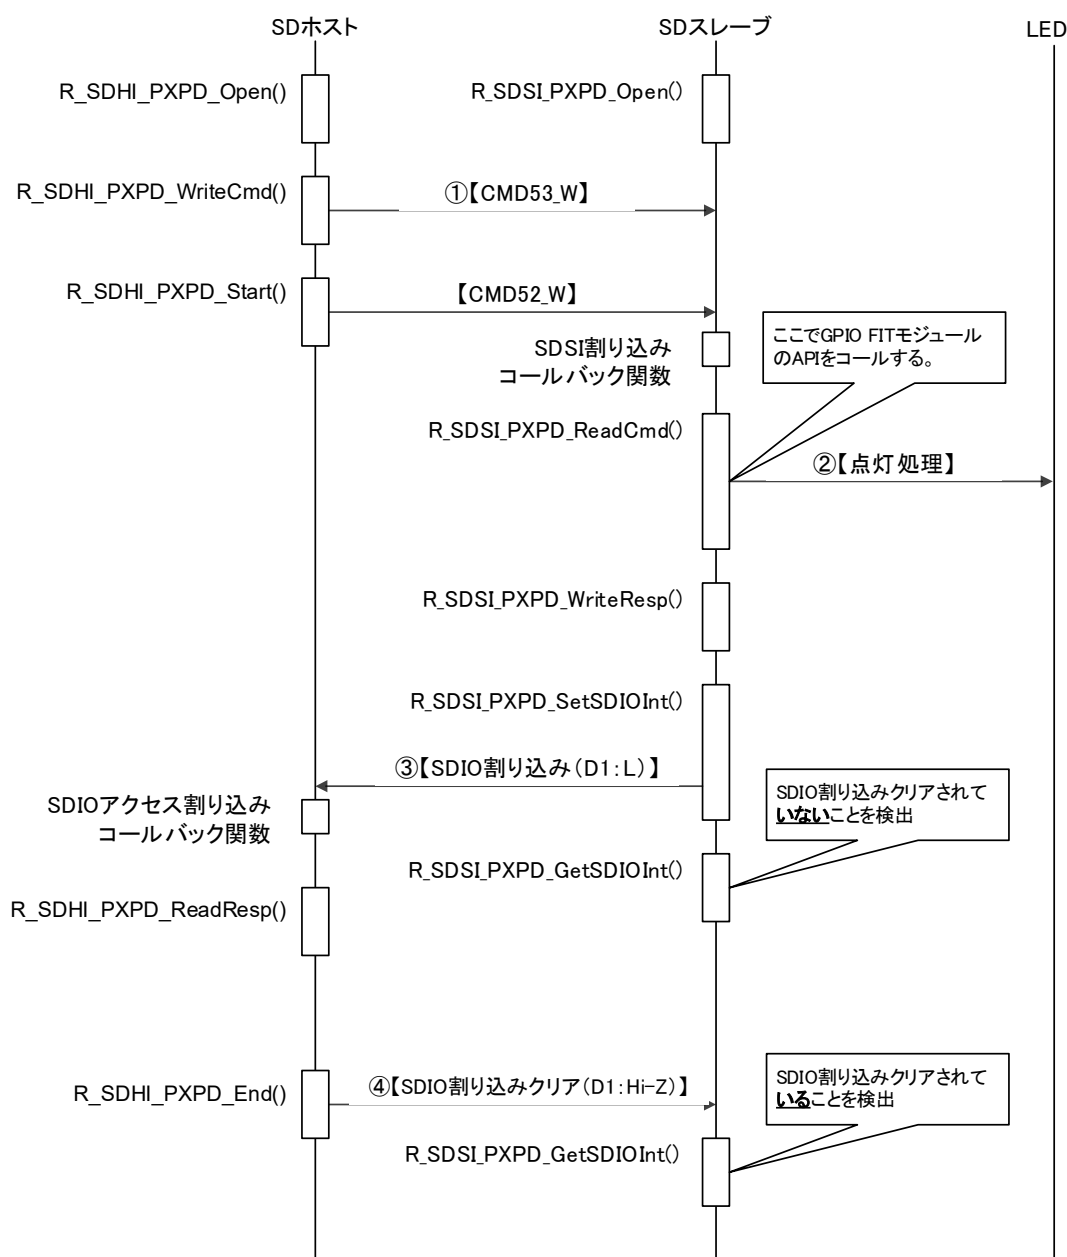 SDホスト
SDスレーブ
LED
R_SDHI_PXPD_Open()
R_SDSI_PXPD_Open()
R_SDHI_PXPD_WriteCmd()
①【CMD53_W】
R_SDHI_PXPD_Start()
【CMD52_W】
ここでGPIO FITモジュール
のAPIをコールする。
SDSI割り込み
コールバック関数
R_SDSI_PXPD_ReadCmd()
②【点灯処理】
R_SDSI_PXPD_WriteResp()
R_SDSI_PXPD_SetSDIOInt()
③【SDIO割り込み（D1：L）】
SDIOアクセス割り込み
コールバック関数
SDIO割り込みクリアされて
いないことを検出
R_SDSI_PXPD_GetSDIOInt()
R_SDHI_PXPD_ReadResp()
R_SDHI_PXPD_End()
④【SDIO割り込みクリア（D1：Hi-Z）】
SDIO割り込みクリアされて
いることを検出
R_SDSI_PXPD_GetSDIOInt()